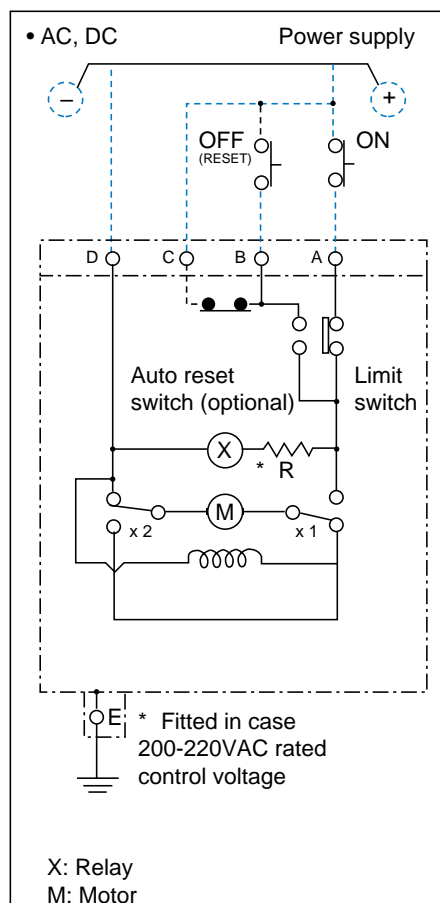 • AC, DC
Power supply
−
+
OFF
(RESET)
ON
D
C
B
A
Auto reset
switch (optional)
Limit
switch
X
* R
x 2
M
x 1
E
* Fitted in case
200-220VAC rated
control voltage
X: Relay
M: Motor